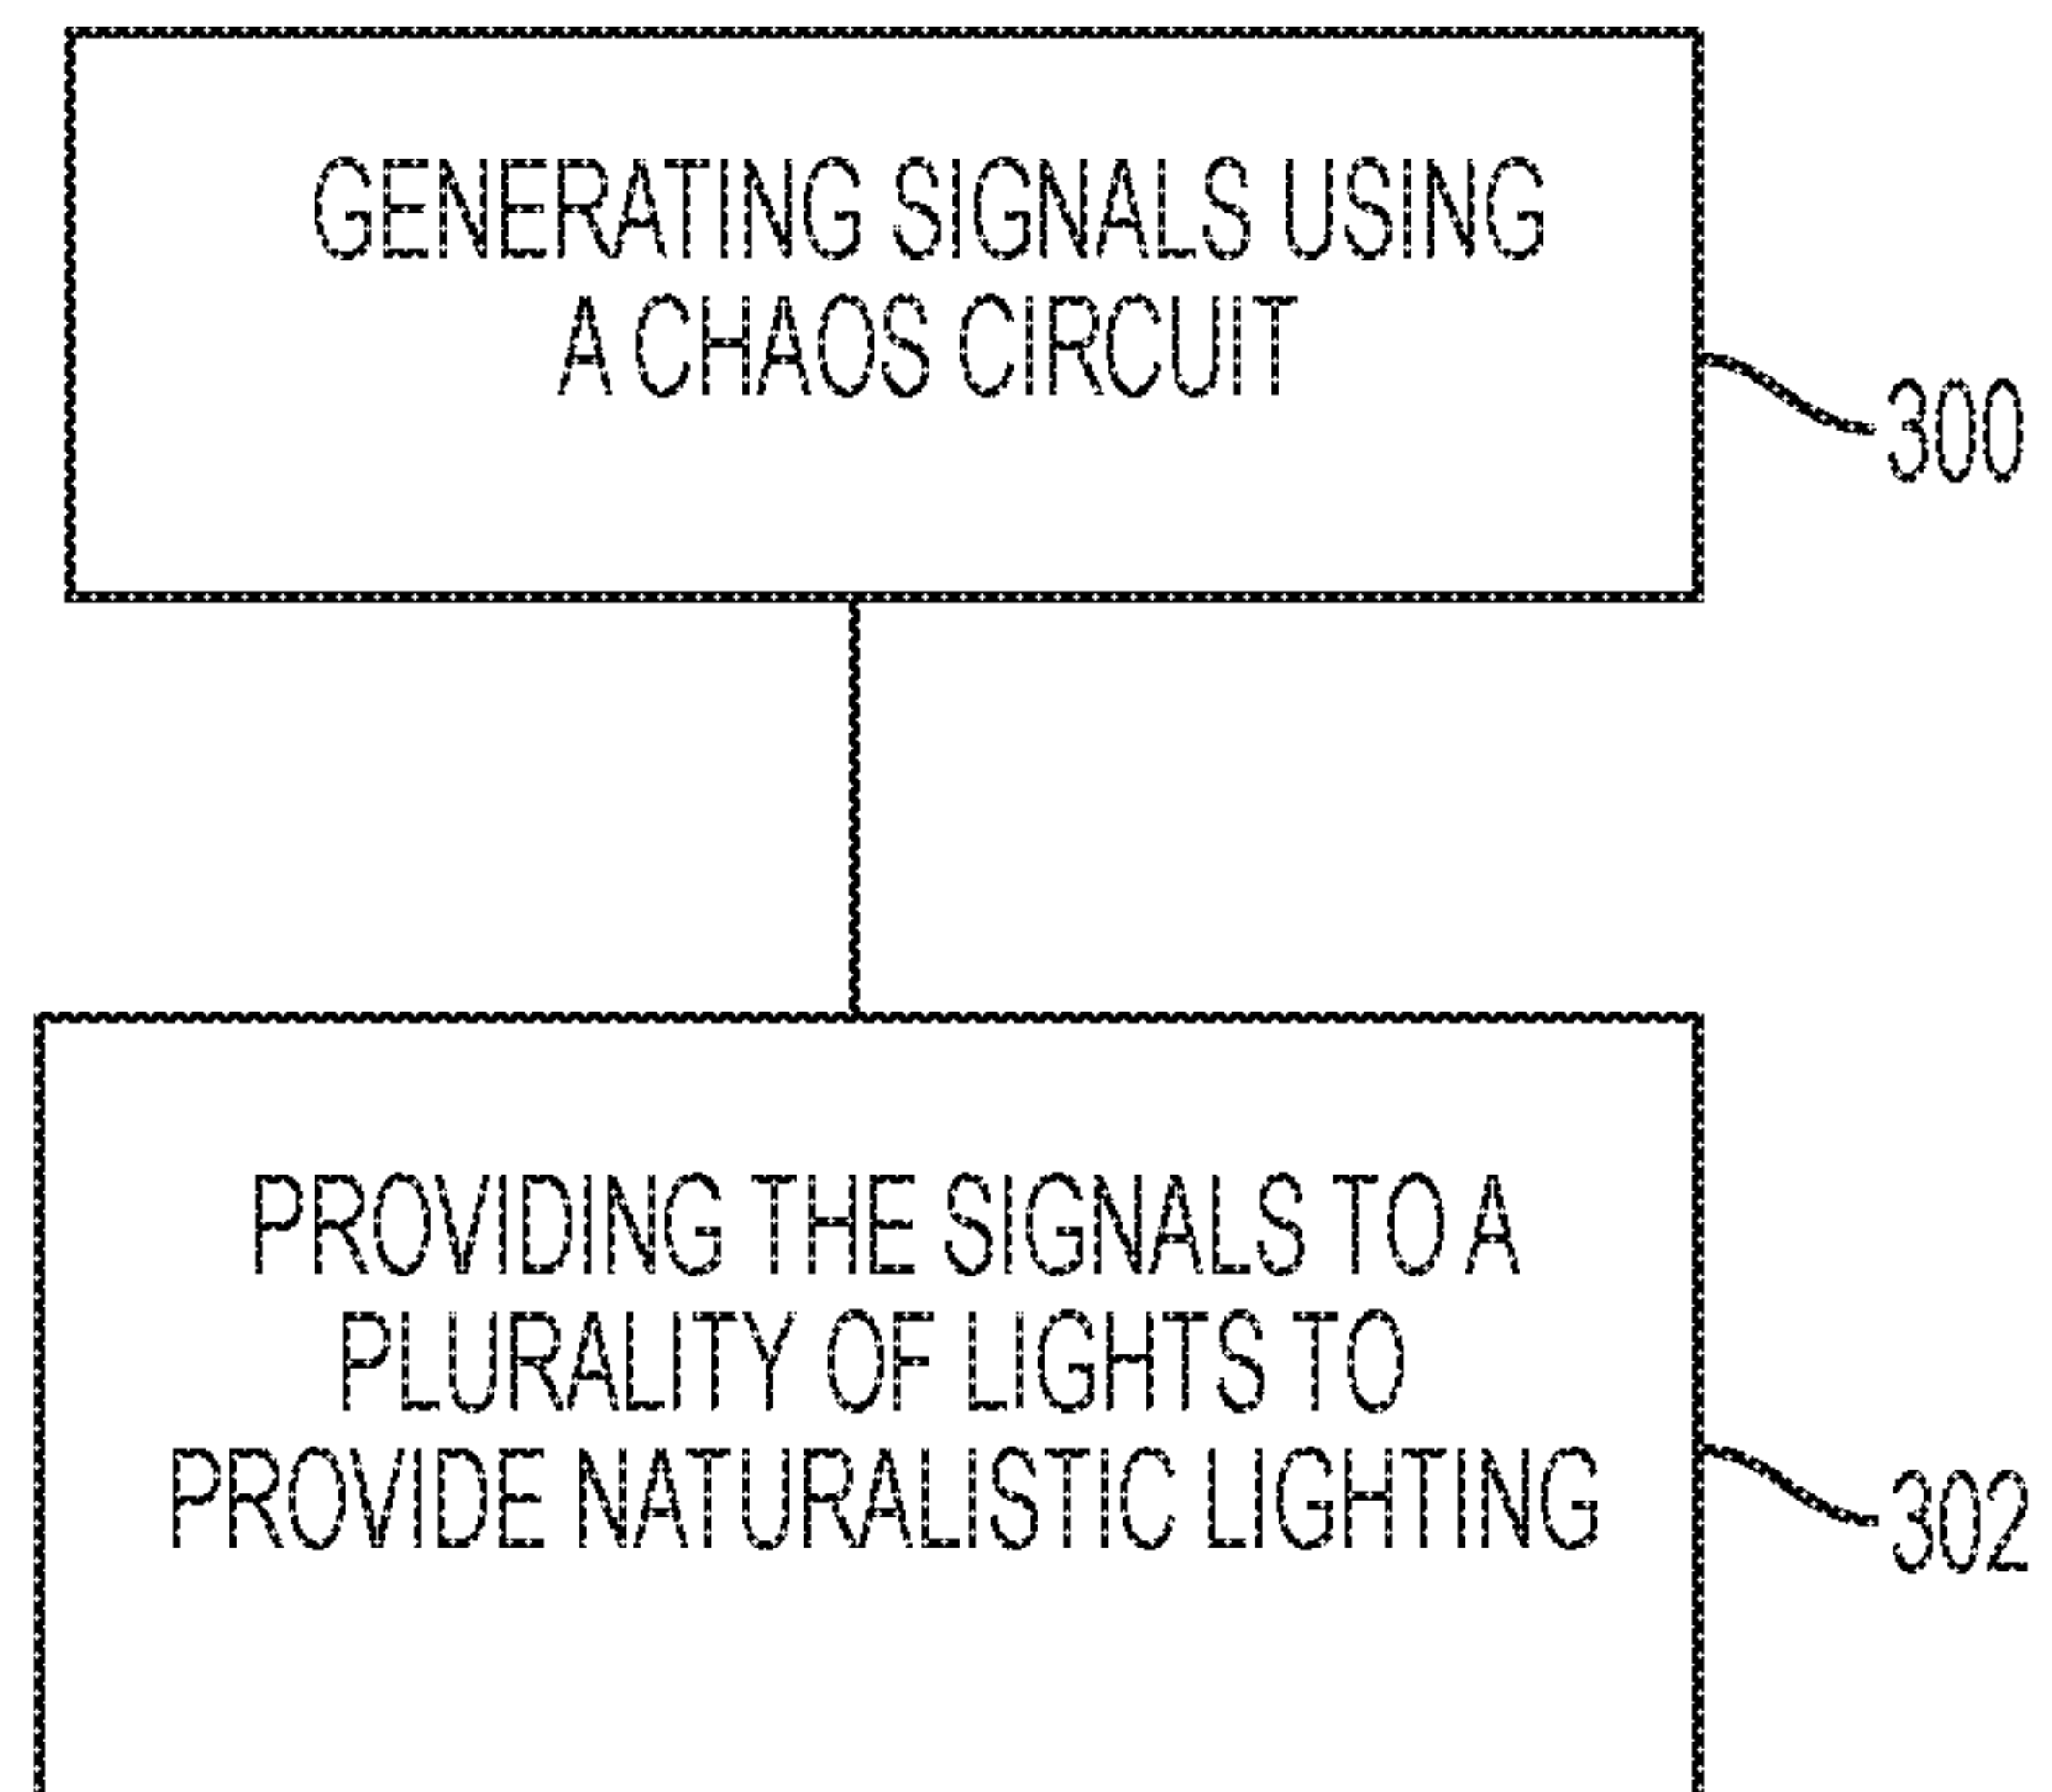 GENERATING SIGNALS USING
A CHAOS CIRCUIT
300
PROVIDING THE SIGNALS TO A
PLURALITY OF LIGHTS TO
PROVIDE NATURALISTIC LIGHTING
302